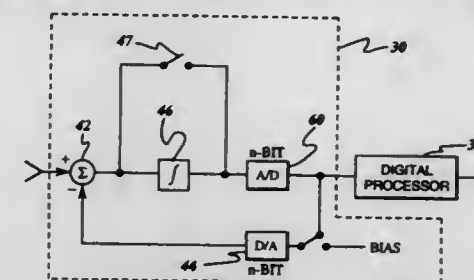 47
30
42
46
60
3
+
Σ
∫
n-BIT
A/D
DIGITAL
PROCESSOR
−
D/A
BIAS
44
n-BIT